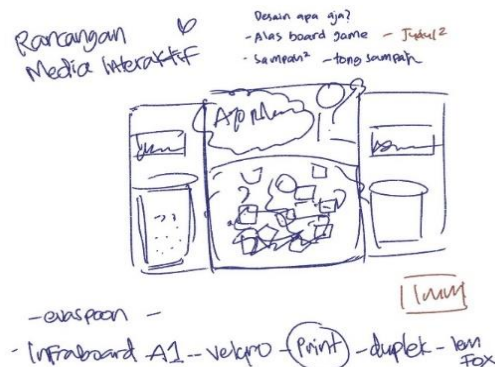 Rancangan
Media Interaktif
Desain apa aja?
- Alas board game - Judul2
- Sampah2 - tong sampah
- evaspoon -
- Infraboard A1 - velqro - Print - duplek - lem Fox